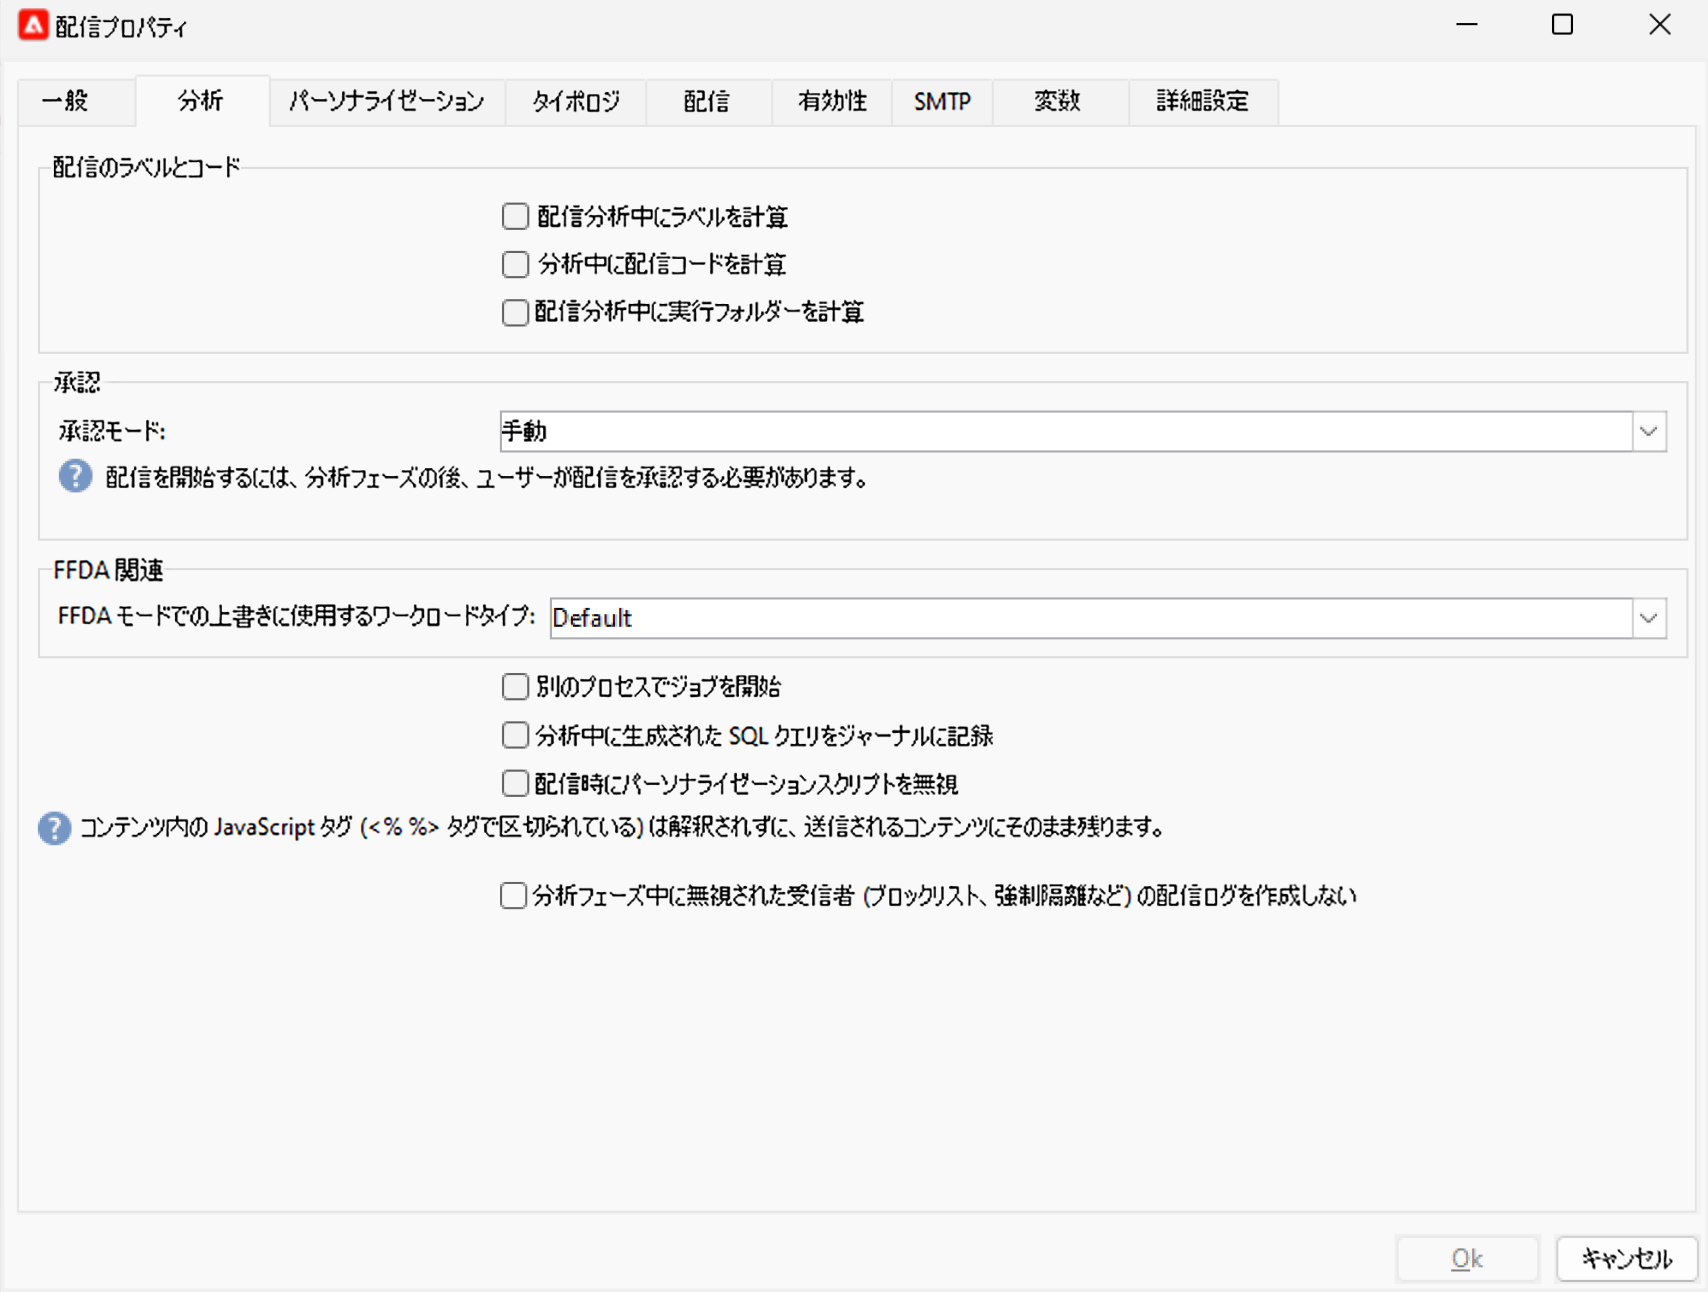 配信プロパティ
一般 分析 パーソナライゼーション タイポロジ 配信 有効性 SMTP 変数 詳細設定
配信のラベルとコード
配信分析中にラベルを計算
分析中に配信コードを計算
配信分析中に実行フォルダーを計算
承認
承認モード: 手動
配信を開始するには、分析フェーズの後、ユーザーが配信を承認する必要があります。
FFDA 関連
FFDA モードでの上書きに使用するワークロードタイプ: Default
別のプロセスでジョブを開始
分析中に生成された SQL クエリをジャーナルに記録
配信時にパーソナライゼーションスクリプトを無視
コンテンツ内の JavaScript タグ (<% %> タグで区切られている) は解釈されずに、送信されるコンテンツにそのまま残ります。
分析フェーズ中に無視された受信者 (ブロックリスト、強制隔離など) の配信ログを作成しない
Ok キャンセル